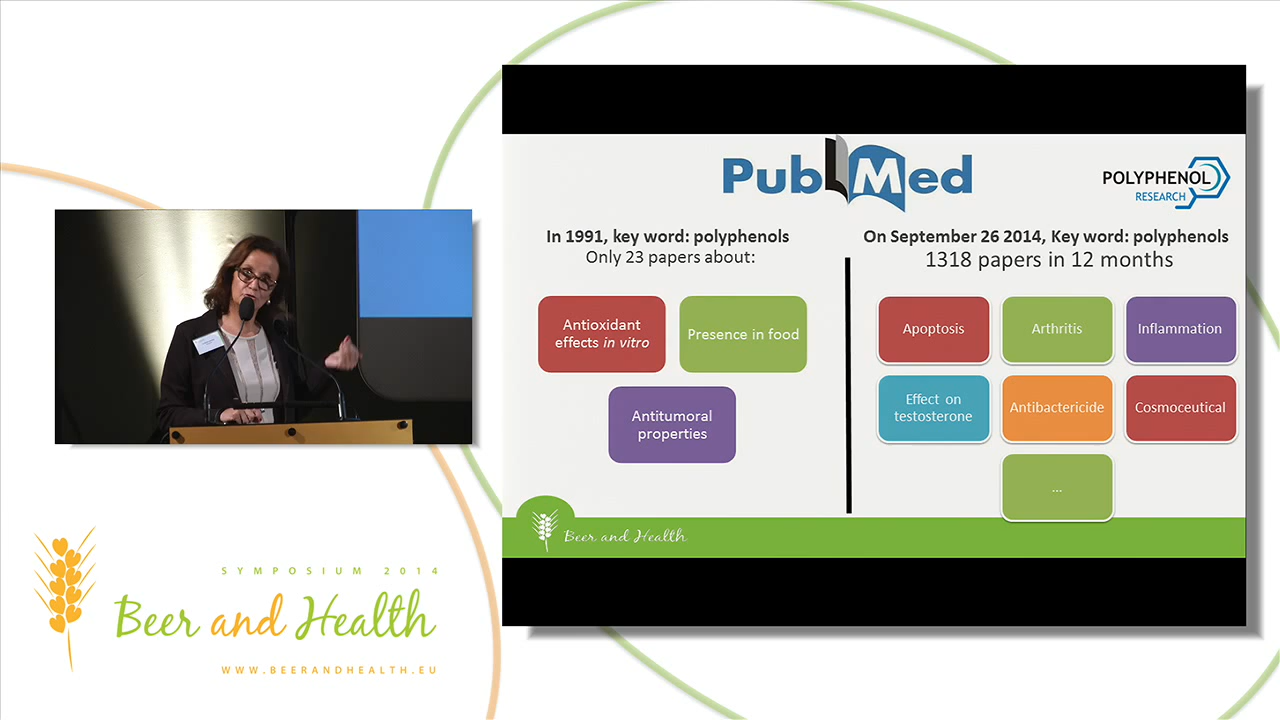 PubMed
POLYPHENOL
RESEARCH
In 1991, key word: polyphenols
Only 23 papers about:
Antioxidant
effects in vitro
Presence in food
Antitumoral
properties
On September 26 2014, Key word: polyphenols
1318 papers in 12 months
Apoptosis
Arthritis
Inflammation
Effect on
testosterone
Antibactericide
Cosmoceutical
...
Beer and Health
SYMPOSIUM 2014
Beer and Health
WWW.BEERANDHEALTH.EU